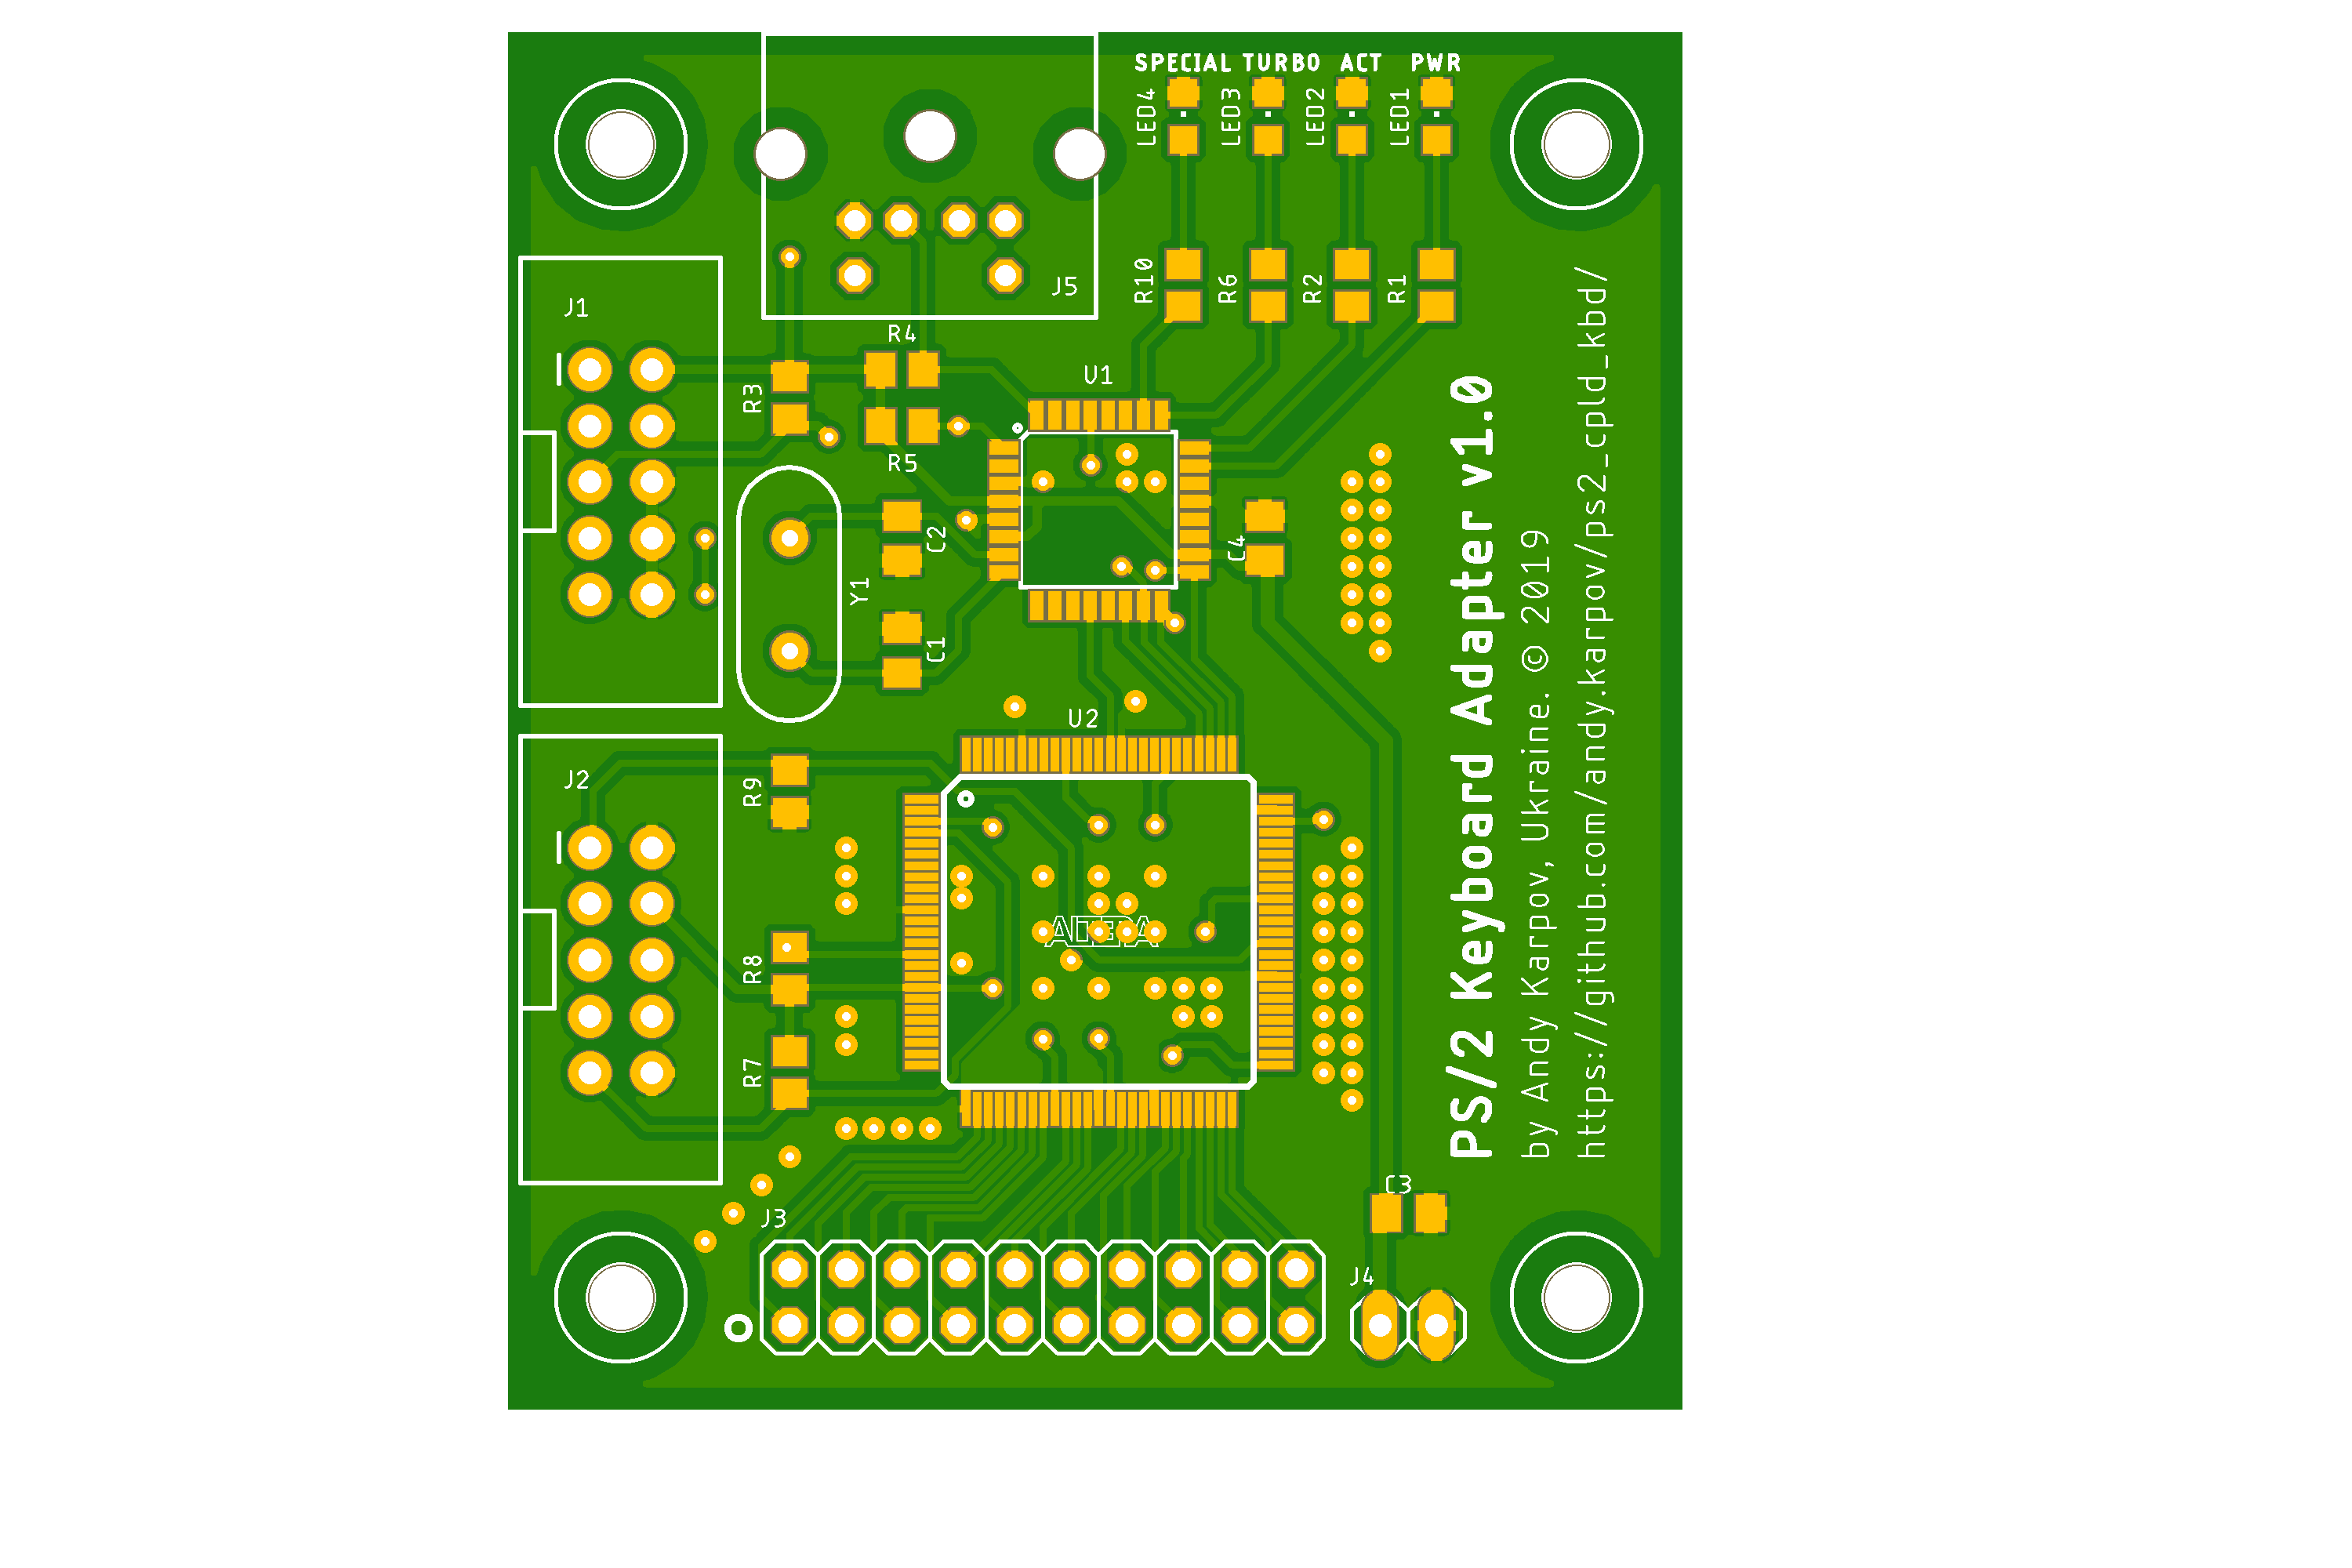 SPECIAL TURBO ACT PWR
LED4
LED3
LED2
LED1
R10
R6
R2
R1
J5
J1
R4
R3
U1
R5
C2
C4
Y1
C1
U2
J2
R9
R8
R7
ALTERA
J3
C3
J4
PS/2 Keyboard Adapter v1.0
by Andy Karpov, Ukraine. © 2019
https://github.com/andy.karpov/ps2_cpld_kbd/